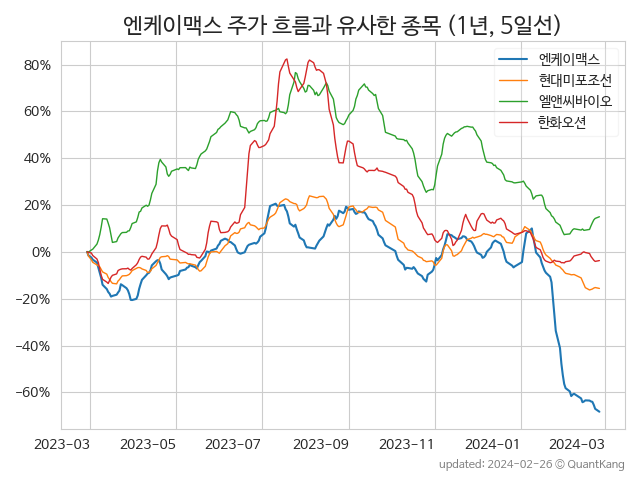 엔케이맥스 주가 흐름과 유사한 종목 (1년, 5일선)
엔케이맥스
현대미포조선
엘앤씨바이오
한화오션
80%
60%
40%
20%
0%
−20%
−40%
−60%
2023-03 2023-05 2023-07 2023-09 2023-11 2024-01 2024-03
updated: 2024-02-26 © QuantKang